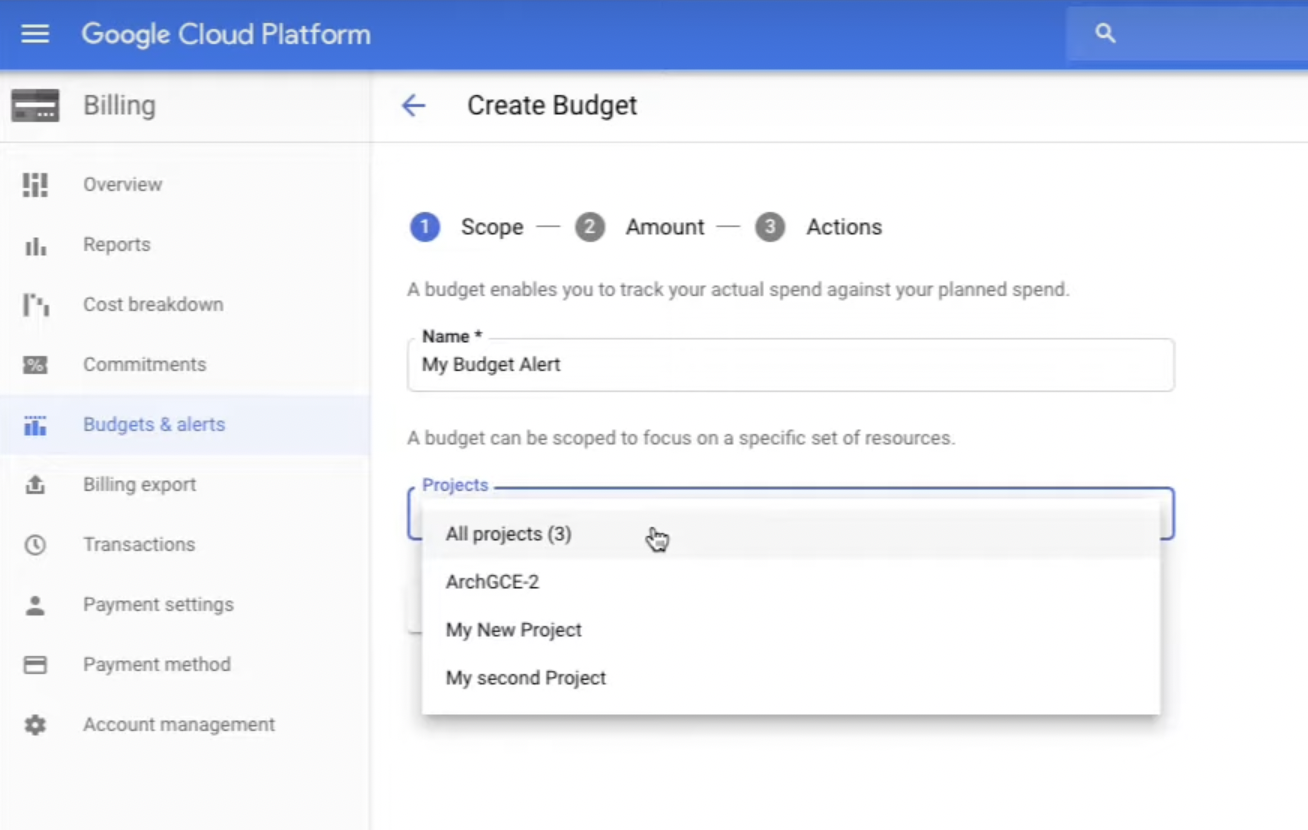 Google Cloud Platform
Billing
Create Budget
Overview
Reports
Cost breakdown
Commitments
Budgets & alerts
Billing export
Transactions
Payment settings
Payment method
Account management
1 Scope — 2 Amount — 3 Actions
A budget enables you to track your actual spend against your planned spend.
Name *
My Budget Alert
A budget can be scoped to focus on a specific set of resources.
Projects
All projects (3)
ArchGCE-2
My New Project
My second Project